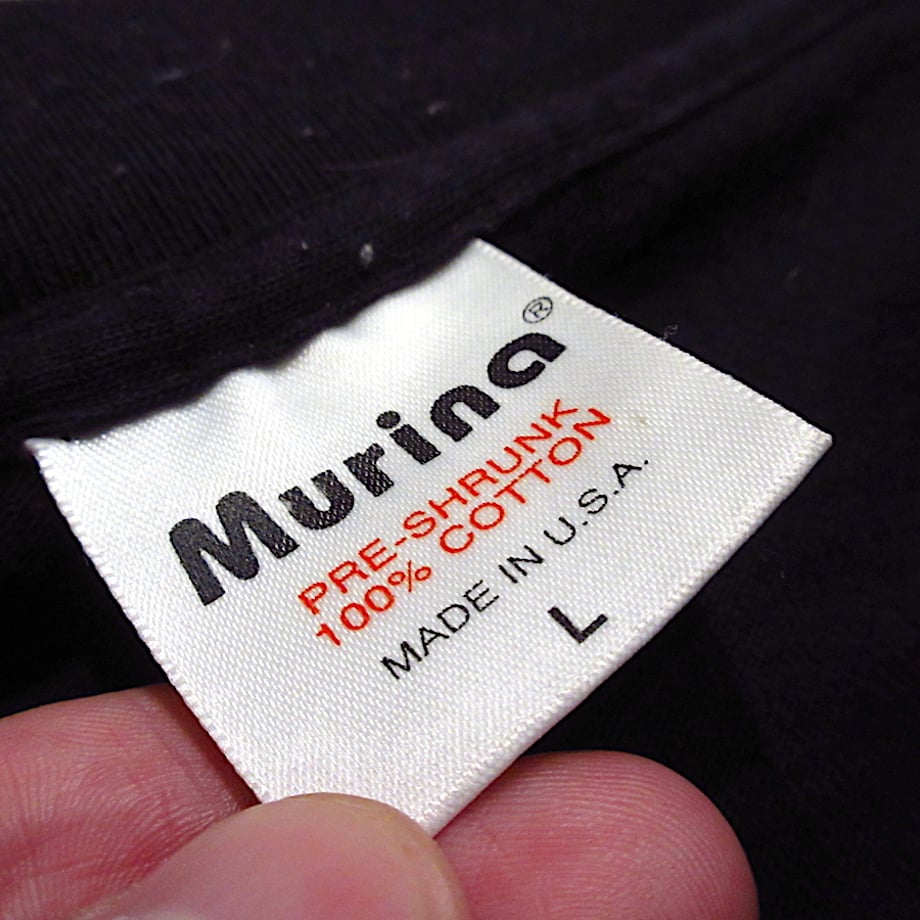 Murina®
PRE-SHRUNK
100% COTTON
MADE IN U.S.A.
L